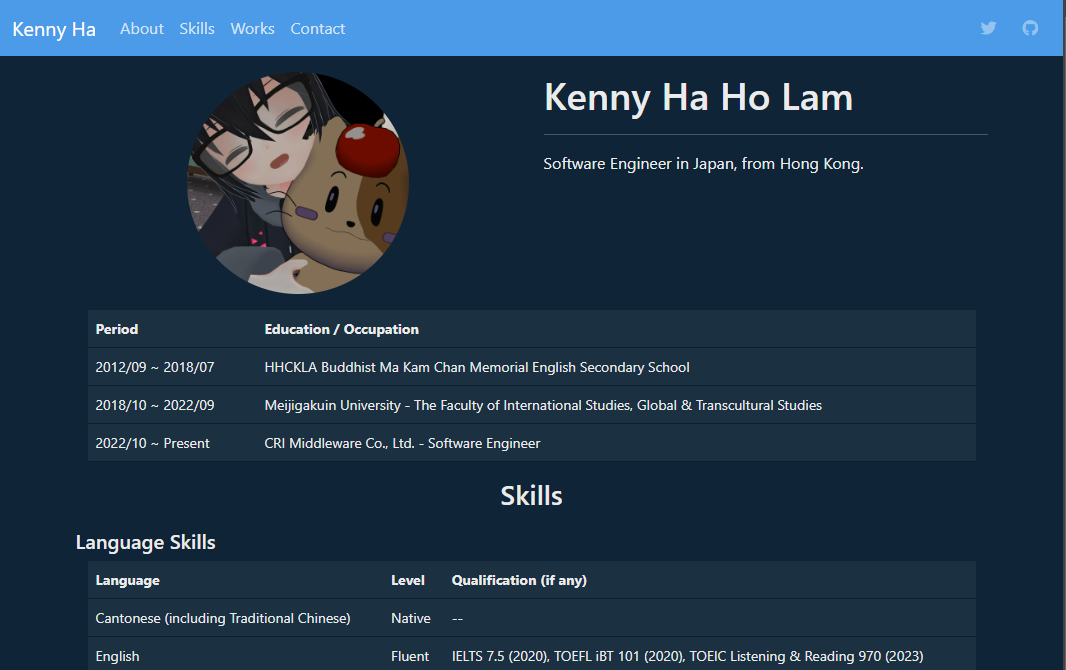 Kenny Ha About Skills Works Contact
Kenny Ha Ho Lam
Software Engineer in Japan, from Hong Kong.
Period Education / Occupation
2012/09 ~ 2018/07 HHCKLA Buddhist Ma Kam Chan Memorial English Secondary School
2018/10 ~ 2022/09 Meijigakuin University - The Faculty of International Studies, Global & Transcultural Studies
2022/10 ~ Present CRI Middleware Co., Ltd. - Software Engineer
Skills
Language Skills
Language Level Qualification (if any)
Cantonese (including Traditional Chinese) Native --
English Fluent IELTS 7.5 (2020), TOEFL iBT 101 (2020), TOEIC Listening & Reading 970 (2023)